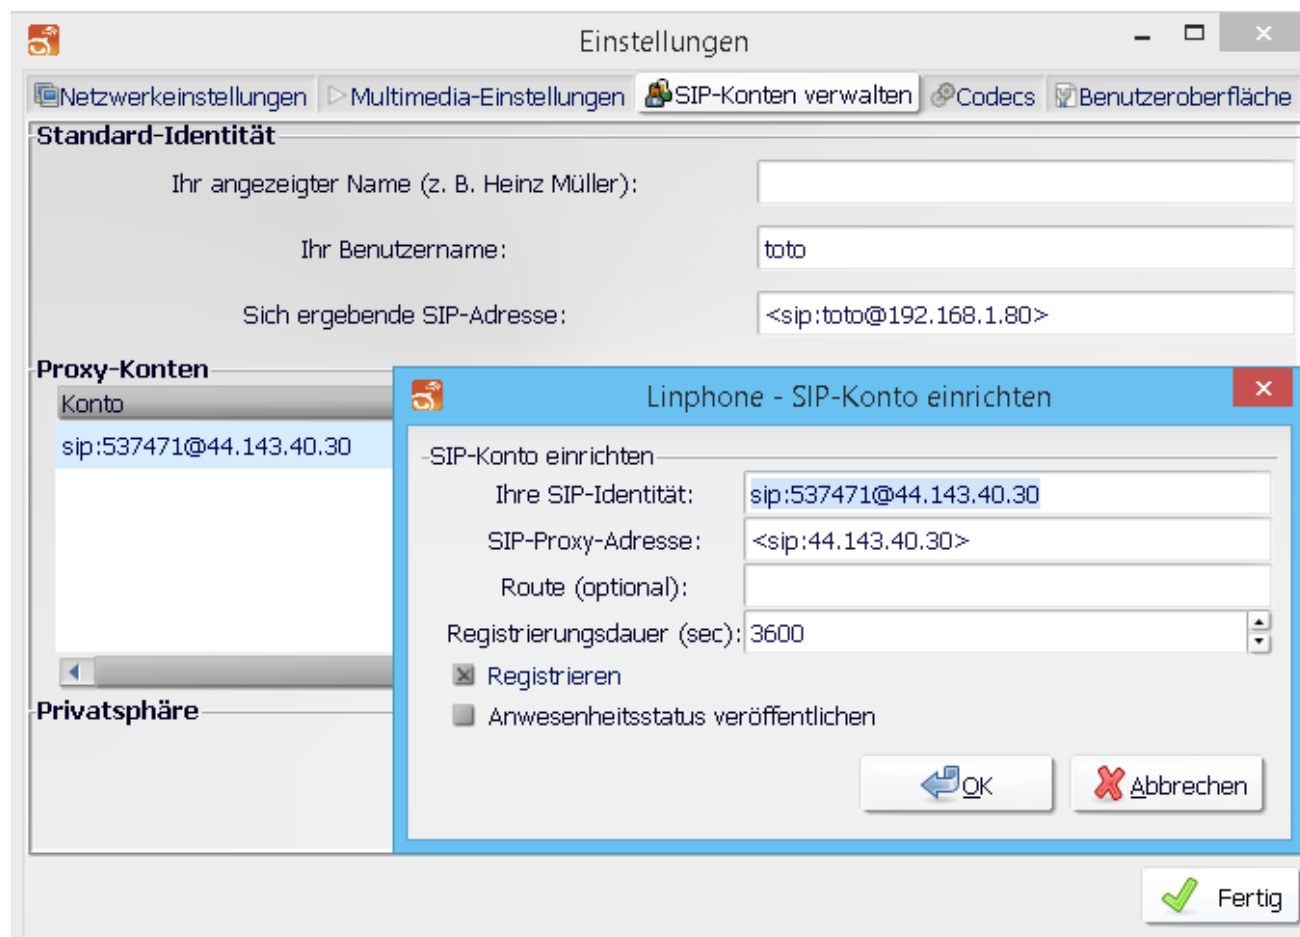 Einstellungen
Netzwerkeinstellungen Multimedia-Einstellungen SIP-Konten verwalten Codecs Benutzeroberfläche
Standard-Identität
Ihr angezeigter Name (z. B. Heinz Müller):
Ihr Benutzername: toto
Sich ergebende SIP-Adresse: <sip:toto@192.168.1.80>
Proxy-Konten
Konto
sip:537471@44.143.40.30
Linphone - SIP-Konto einrichten
SIP-Konto einrichten
Ihre SIP-Identität: sip:537471@44.143.40.30
SIP-Proxy-Adresse: <sip:44.143.40.30>
Route (optional):
Registrierungsdauer (sec): 3600
Registrieren
Anwesenheitsstatus veröffentlichen
OK Abbrechen
Privatsphäre
Fertig